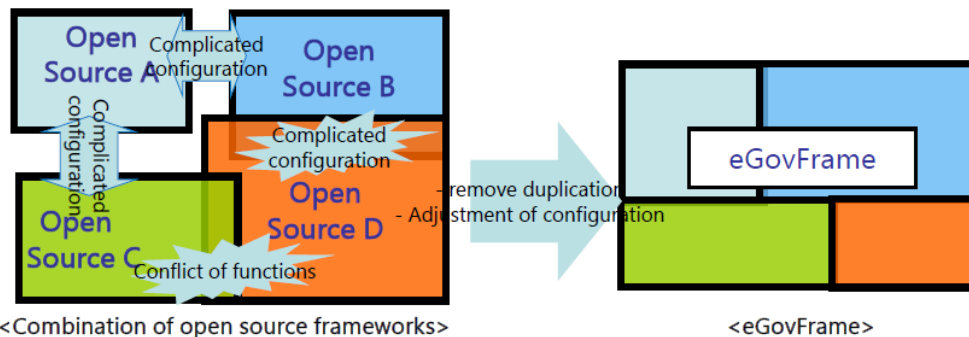 Open
Source A
Complicated
configuration
Open
Source B
Complicated
configuration
Complicated
configuration
Open
Source C
Open
Source D
Conflict of functions
- remove duplication
- Adjustment of configuration
eGovFrame
<Combination of open source frameworks>
<eGovFrame>